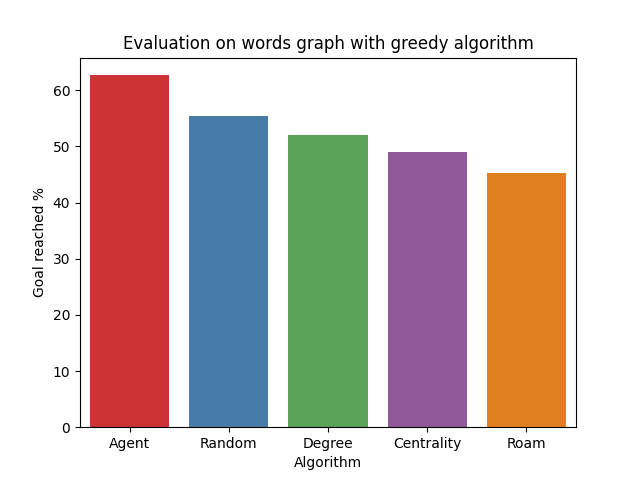 Evaluation on words graph with greedy algorithm
Goal reached %
60
50
40
30
20
10
0
Agent Random Degree Centrality Roam
Algorithm